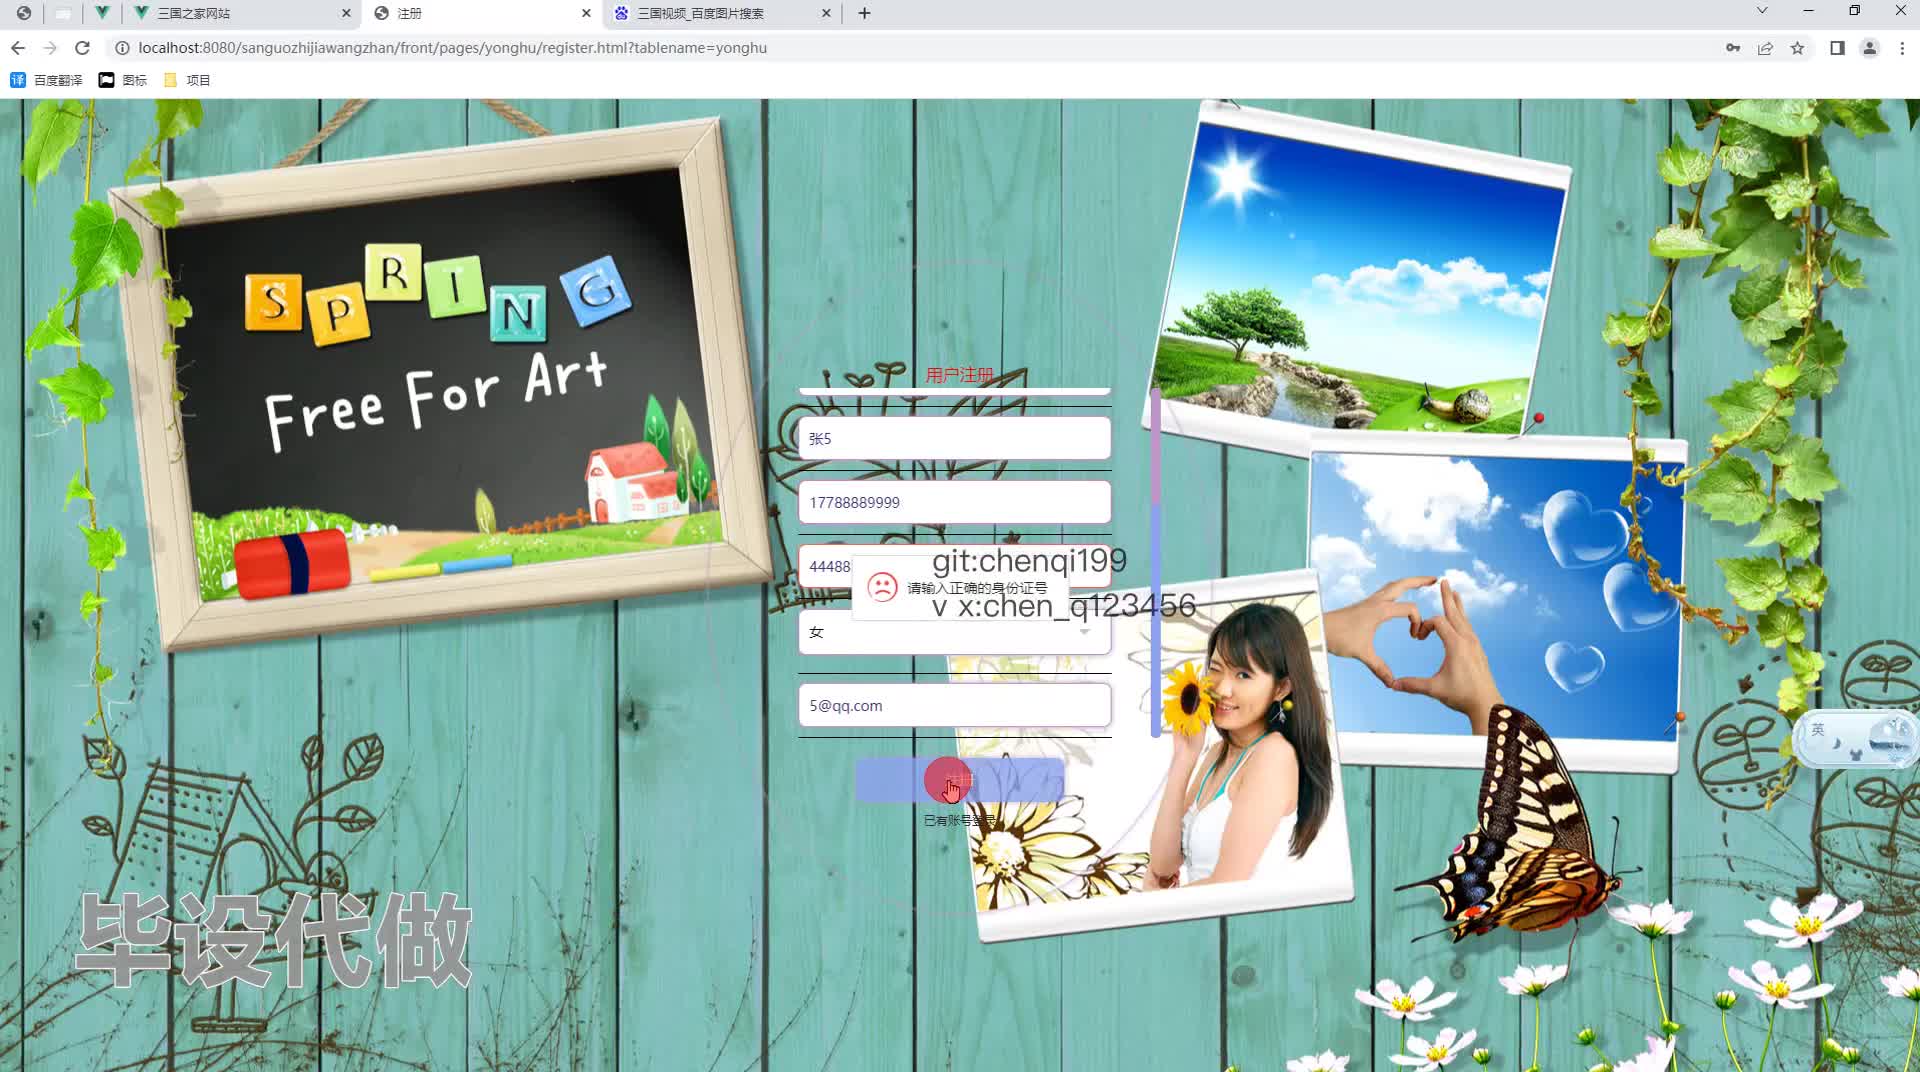 三国之家网站
注册
三国视频_百度图片搜索
localhost:8080/sanguozhijiawangzhan/front/pages/yonghu/register.html?tablename=yonghu
译 百度翻译 图标 项目
SPRING
Free For Art
用户注册
张5
17788889999
44488
git:chenqi199
请输入正确的身份证号
v x:chen_q123456
女
5@qq.com
注册
已有账号登录
英
毕设代做